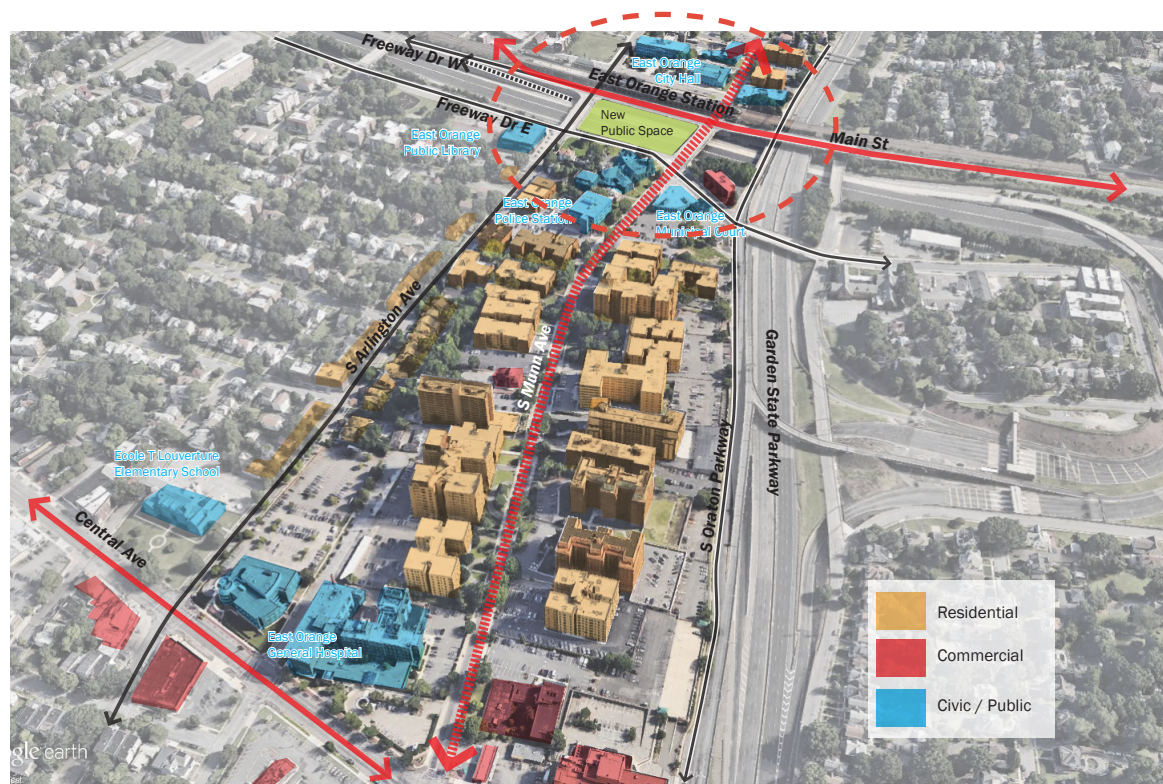 Freeway Dr W
East Orange
City Hall
East Orange Station
Freeway Dr E
New
Public Space
East Orange
Public Library
Main St
East Orange
Police Station
East Orange
Municipal Court
S Arlington Ave
S Munn Ave
Garden State Parkway
S Oraton Parkway
Ecole T Louverture
Elementary School
Central Ave
East Orange
General Hospital
Residential
Commercial
Civic / Public
gle earth